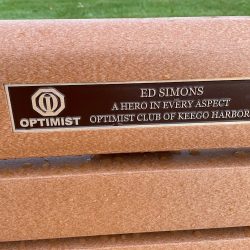 ED SIMONS
A HERO IN EVERY ASPECT
OPTIMIST CLUB OF KEEGO HARBOR
OPTIMIST